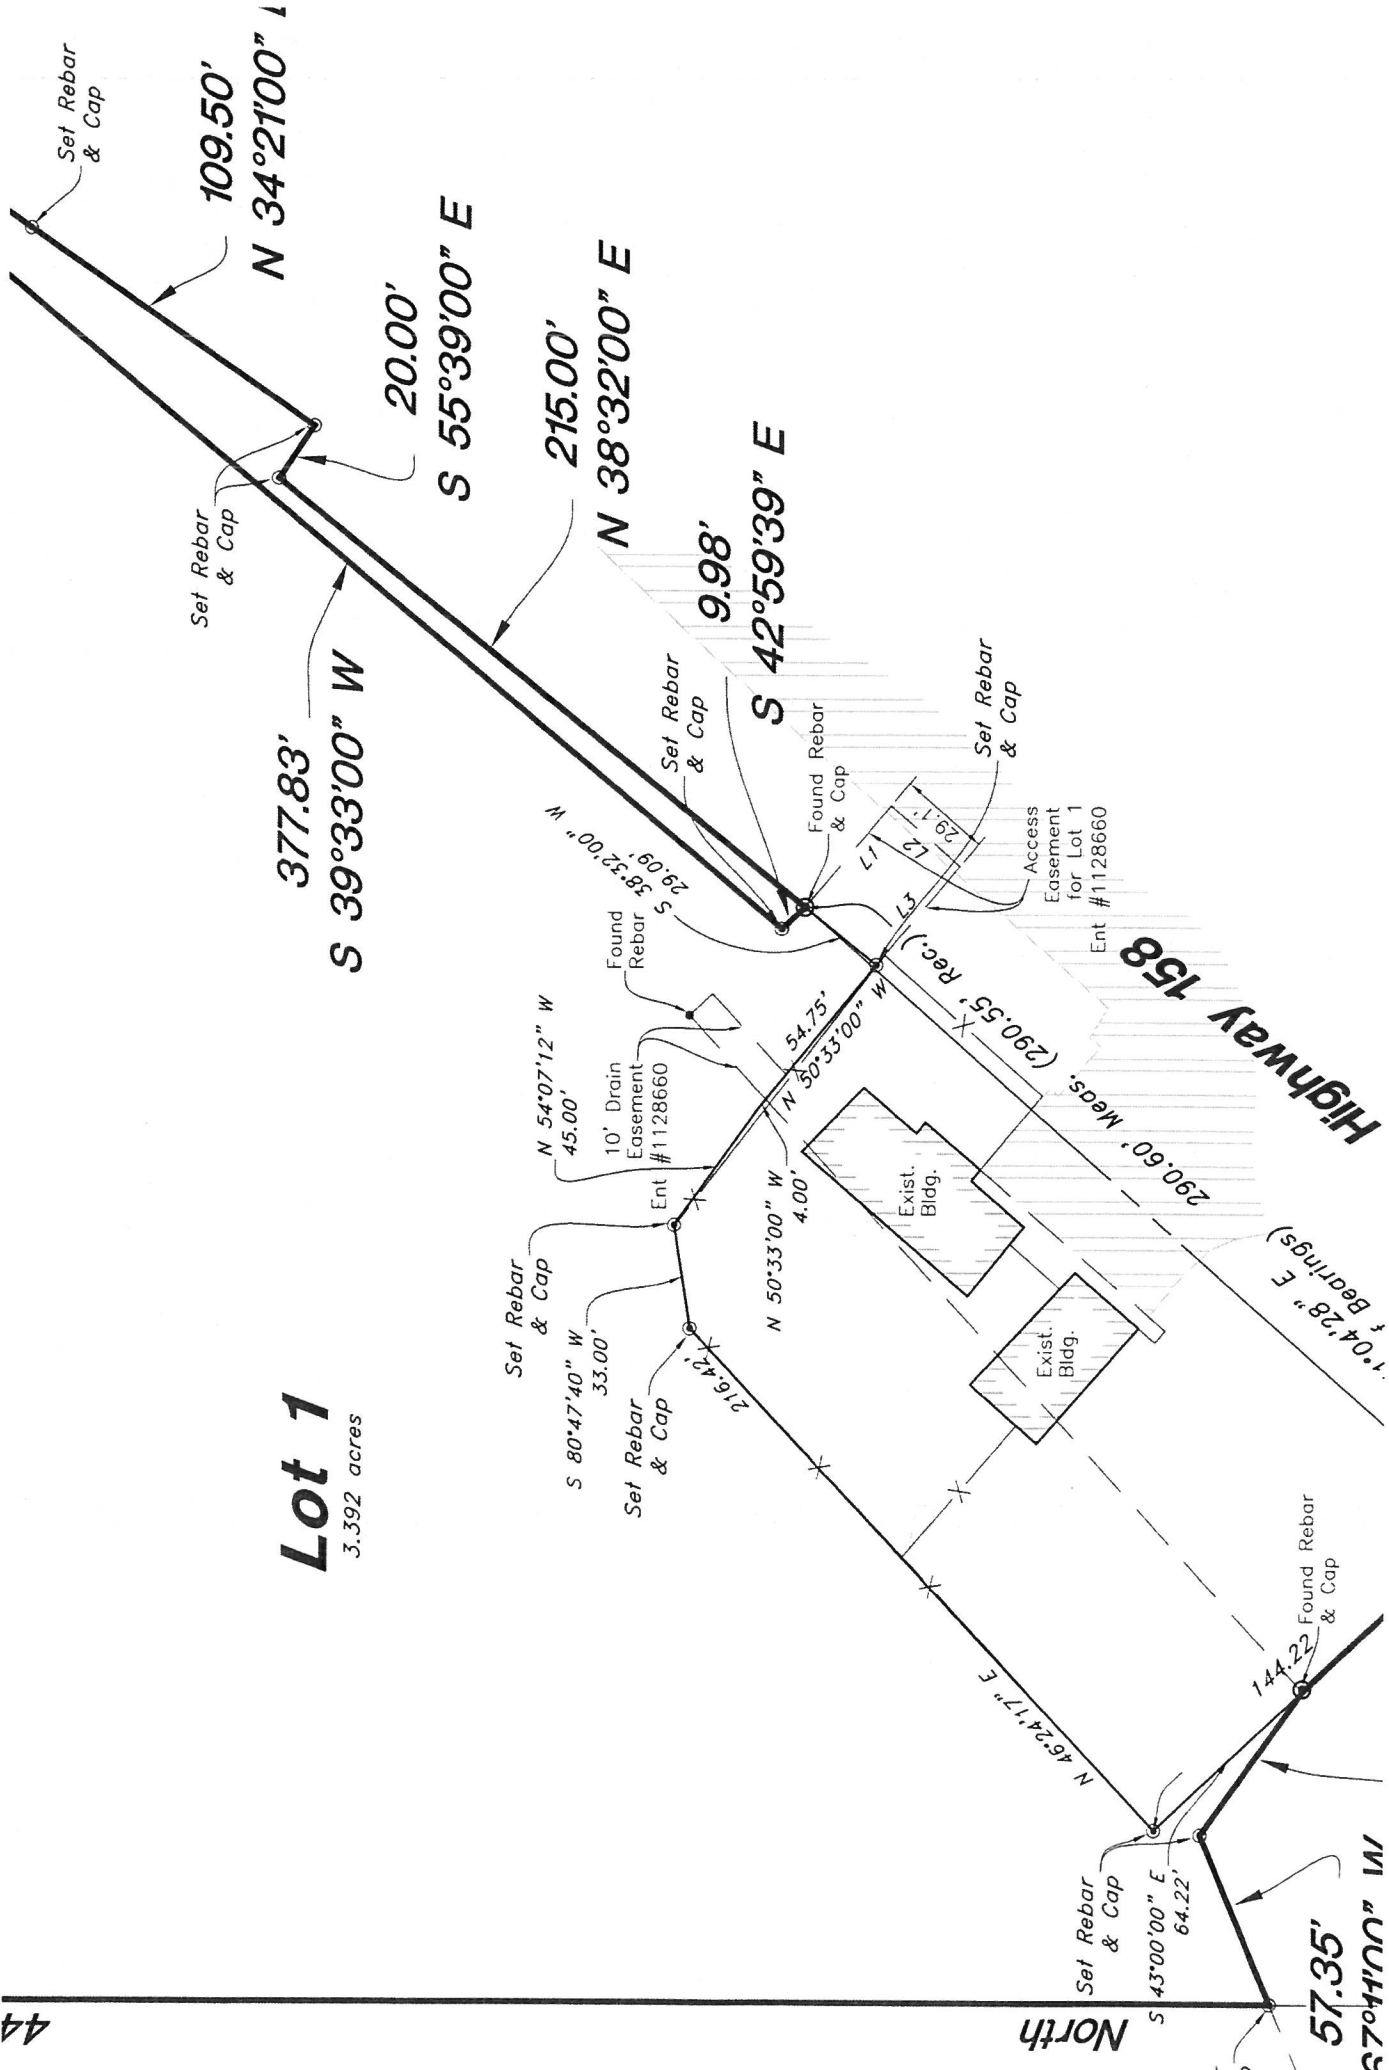 Set Rebar
& Cap
109.50'
N 34°21'00"
20.00'
S 55°39'00" E
Set Rebar
& Cap
215.00'
N 38°32'00" E
377.83'
S 39°33'00" W
9.98'
S 42°59'39" E
Set Rebar
& Cap
Found Rebar
& Cap
S 38°32'00" W
29.09'
Found
Rebar
L1
L2
29.1'
L3
Set Rebar
& Cap
Access
Easement
for Lot 1
Ent #1128660
Highway 158
54.75'
N 50°33'00" W
N 54°07'12" W
45.00'
10' Drain
Easement
Ent #1128660
N 50°33'00" W
4.00'
290.60' Meas. (290.55' Rec.)
1°04'28" E
f Bearings)
Exist.
Bldg.
Exist.
Bldg.
Set Rebar
& Cap
S 80°47'40" W
33.00'
Set Rebar
& Cap
216.42'
N 46°24'17" E
Lot 1
3.392 acres
144.22
Found Rebar
& Cap
Set Rebar
& Cap
S 43°00'00" E
64.22'
57.35'
67°11'00" W
North
44